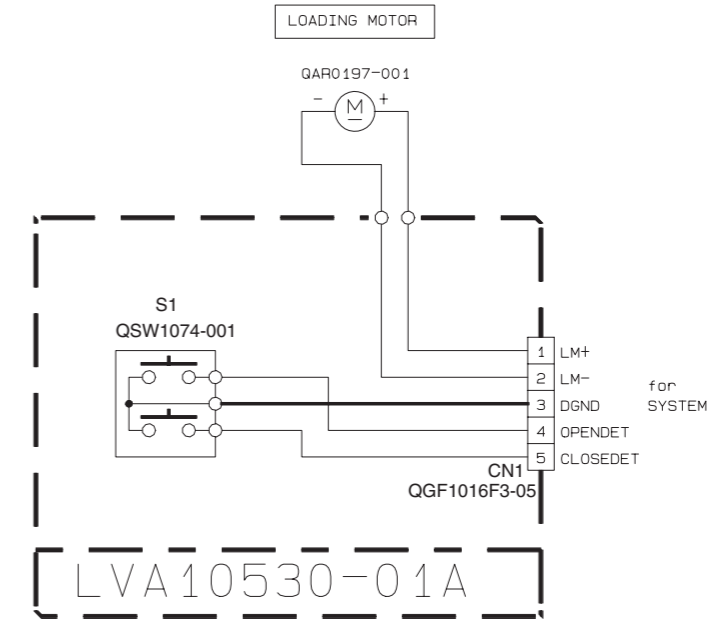 LOADING MOTOR
QAR0197-001
- M +
S1
QSW1074-001
1 LM+
2 LM-
3 DGND
4 OPENDET
5 CLOSEDET
for
SYSTEM
CN1
QGF1016F3-05
LVA10530-01A